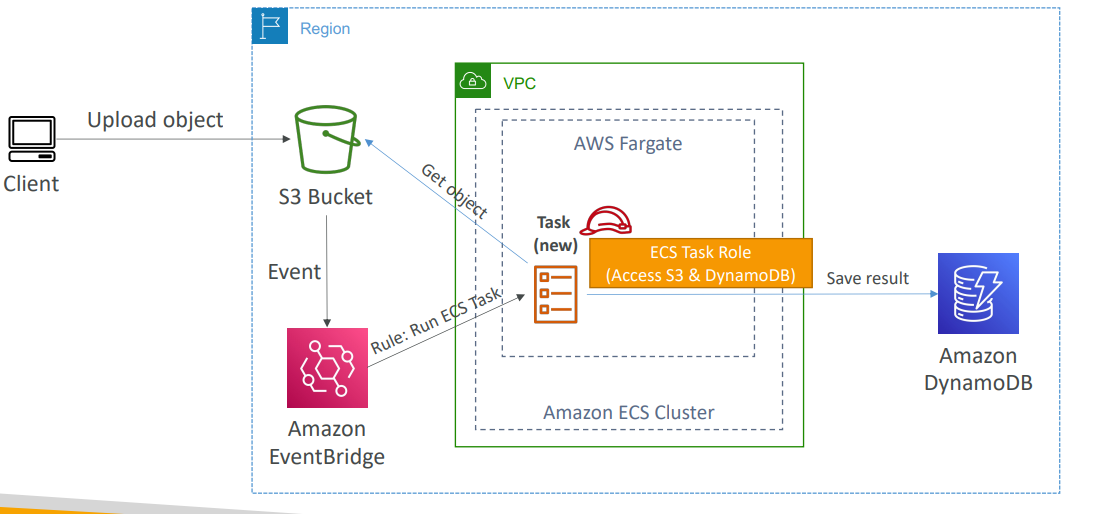 Region
VPC
Upload object
AWS Fargate
Client
S3 Bucket
Get object
Task
(new)
ECS Task Role
(Access S3 & DynamoDB)
Event
Rule: Run ECS Task
Save result
Amazon
DynamoDB
Amazon ECS Cluster
Amazon
EventBridge